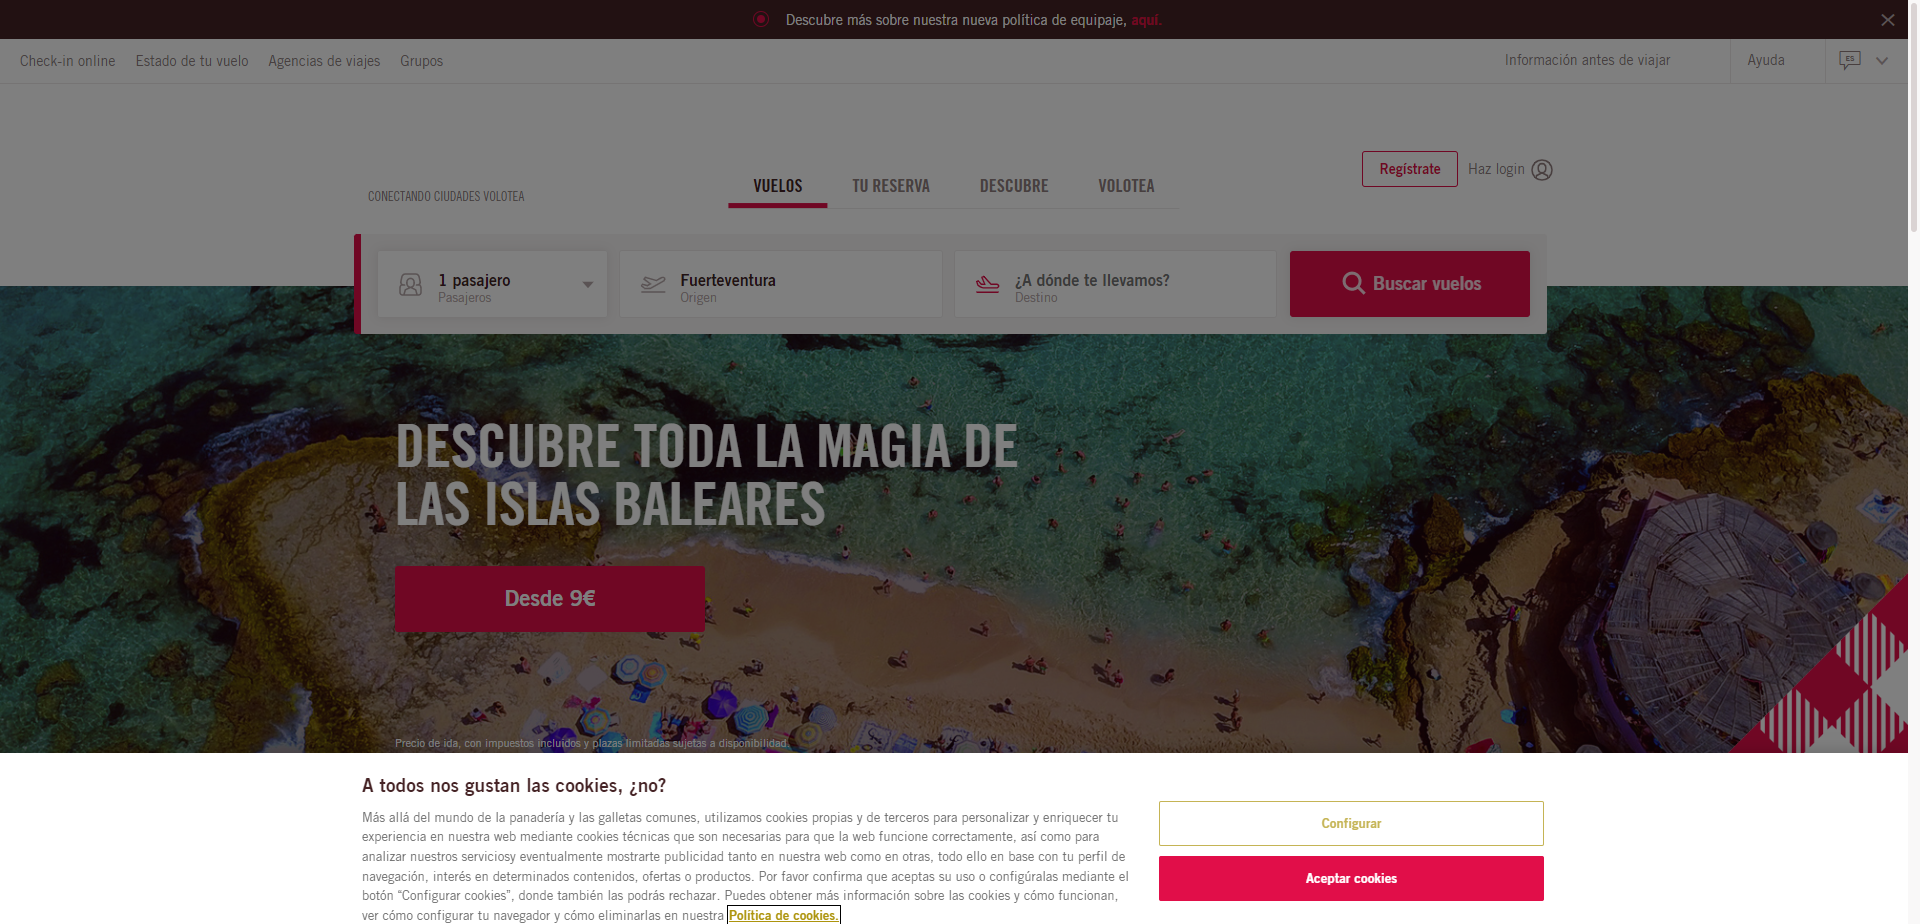 Descubre más sobre nuestra nueva política de equipaje, aquí.
Check-in online Estado de tu vuelo Agencias de viajes Grupos
Información antes de viajar Ayuda ES
Regístrate Haz login
CONECTANDO CIUDADES VOLOTEA
VUELOS TU RESERVA DESCUBRE VOLOTEA
1 pasajero
Pasajeros
Fuerteventura
Origen
¿A dónde te llevamos?
Destino
Buscar vuelos
DESCUBRE TODA LA MAGIA DE
LAS ISLAS BALEARES
Desde 9€
Precio de ida, con impuestos incluidos y plazas limitadas sujetas a disponibilidad.
A todos nos gustan las cookies, ¿no?
Más allá del mundo de la panadería y las galletas comunes, utilizamos cookies propias y de terceros para personalizar y enriquecer tu
experiencia en nuestra web mediante cookies técnicas que son necesarias para que la web funcione correctamente, así como para
analizar nuestros serviciosy eventualmente mostrarte publicidad tanto en nuestra web como en otras, todo ello en base con tu perfil de
navegación, interés en determinados contenidos, ofertas o productos. Por favor confirma que aceptas su uso o configúralas mediante el
botón “Configurar cookies”, donde también las podrás rechazar. Puedes obtener más información sobre las cookies y cómo funcionan,
ver cómo configurar tu navegador y cómo eliminarlas en nuestra Política de cookies.
Configurar
Aceptar cookies